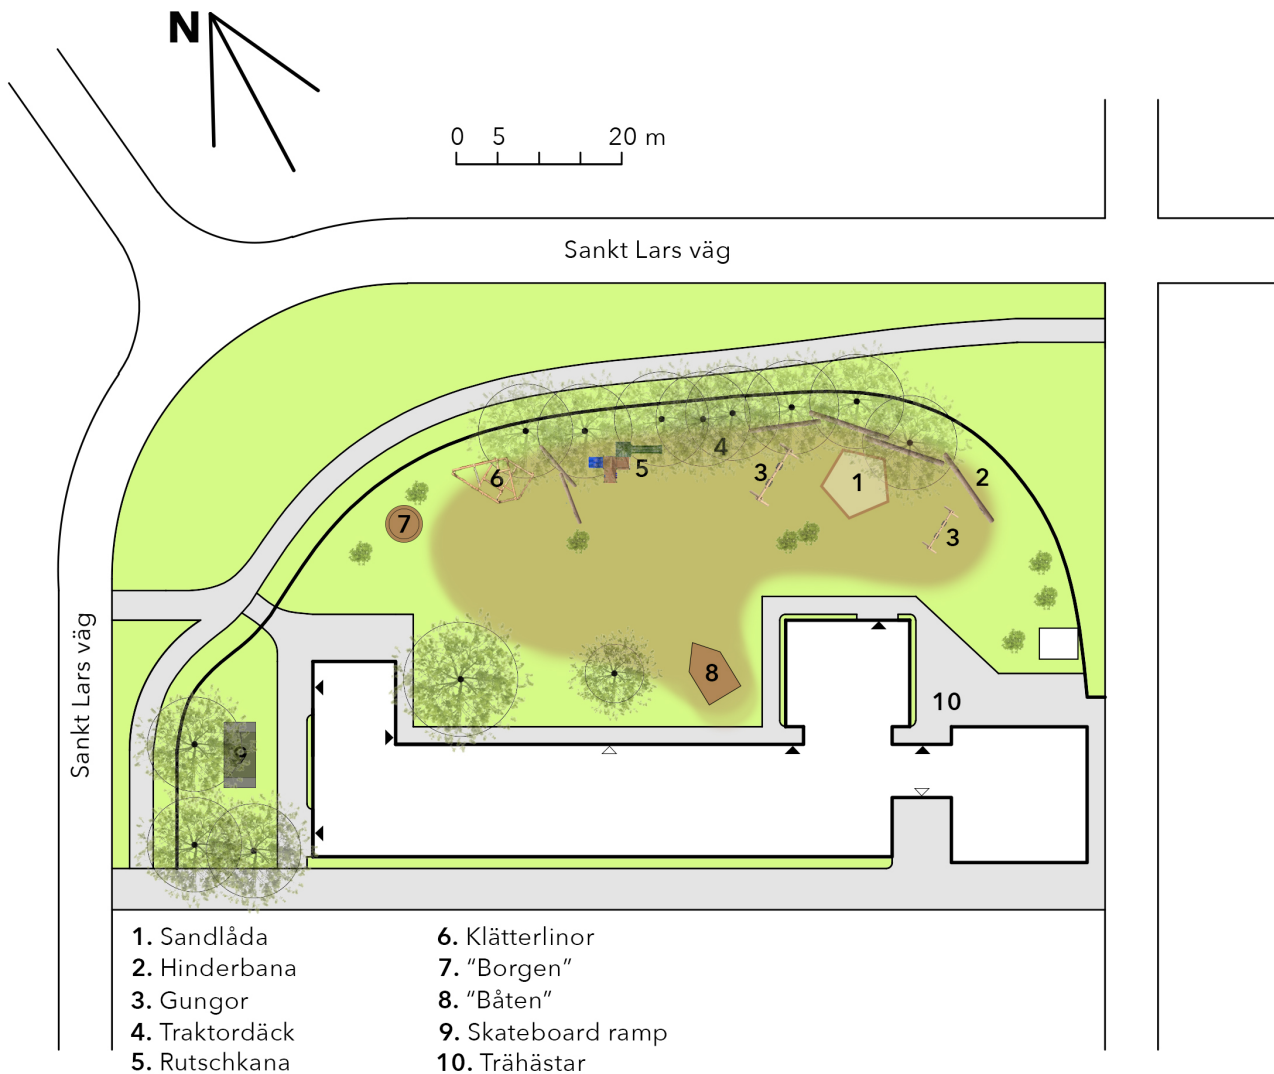 N
0 5 20 m
Sankt Lars väg
4
3
5
6
1
2
7
3
8
10
Sankt Lars väg
9
1. Sandlåda
2. Hinderbana
3. Gungor
4. Traktordäck
5. Rutschkana
6. Klätterlinor
7. “Borgen”
8. “Båten”
9. Skateboard ramp
10. Trähästar